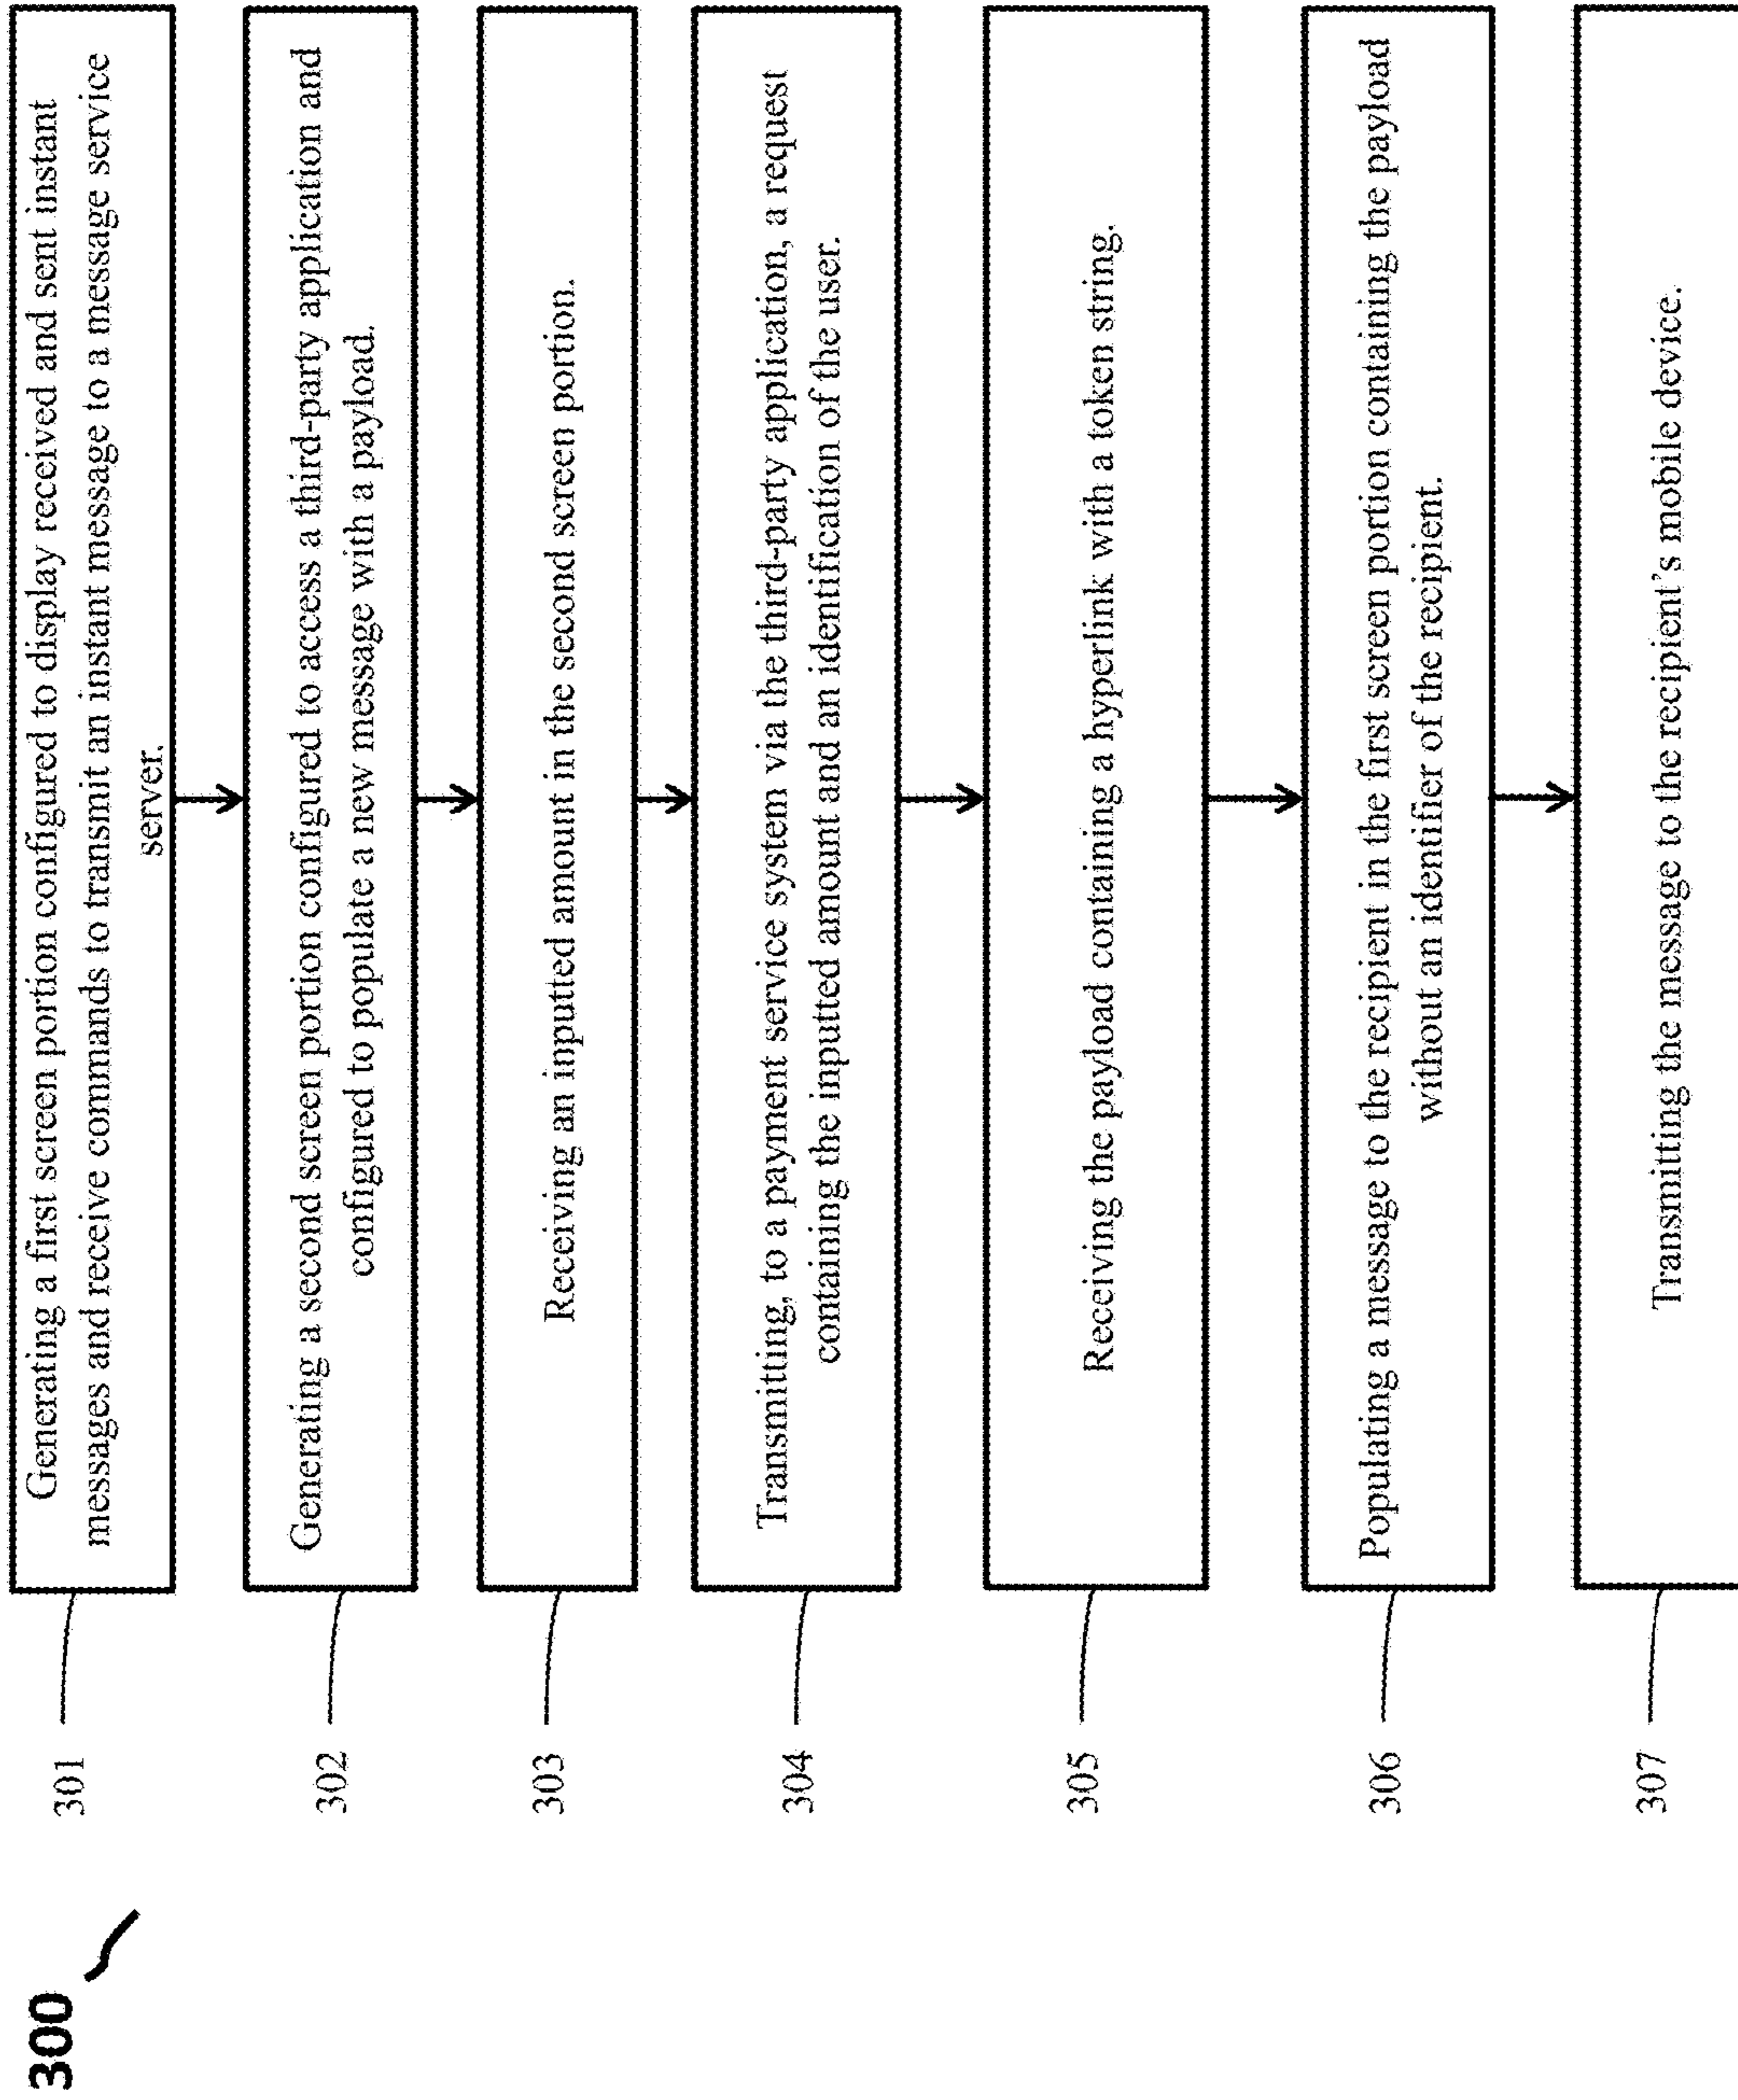 300
301
Generating a first screen portion configured to display received and sent instant
messages and receive commands to transmit an instant message to a message service
server.
302
Generating a second screen portion configured to access a third-party application and
configured to populate a new message with a payload.
303
Receiving an inputted amount in the second screen portion.
304
Transmitting, to a payment service system via the third-party application, a request
containing the inputted amount and an identification of the user.
305
Receiving the payload containing a hyperlink with a token string.
306
Populating a message to the recipient in the first screen portion containing the payload
without an identifier of the recipient.
307
Transmitting the message to the recipient's mobile device.